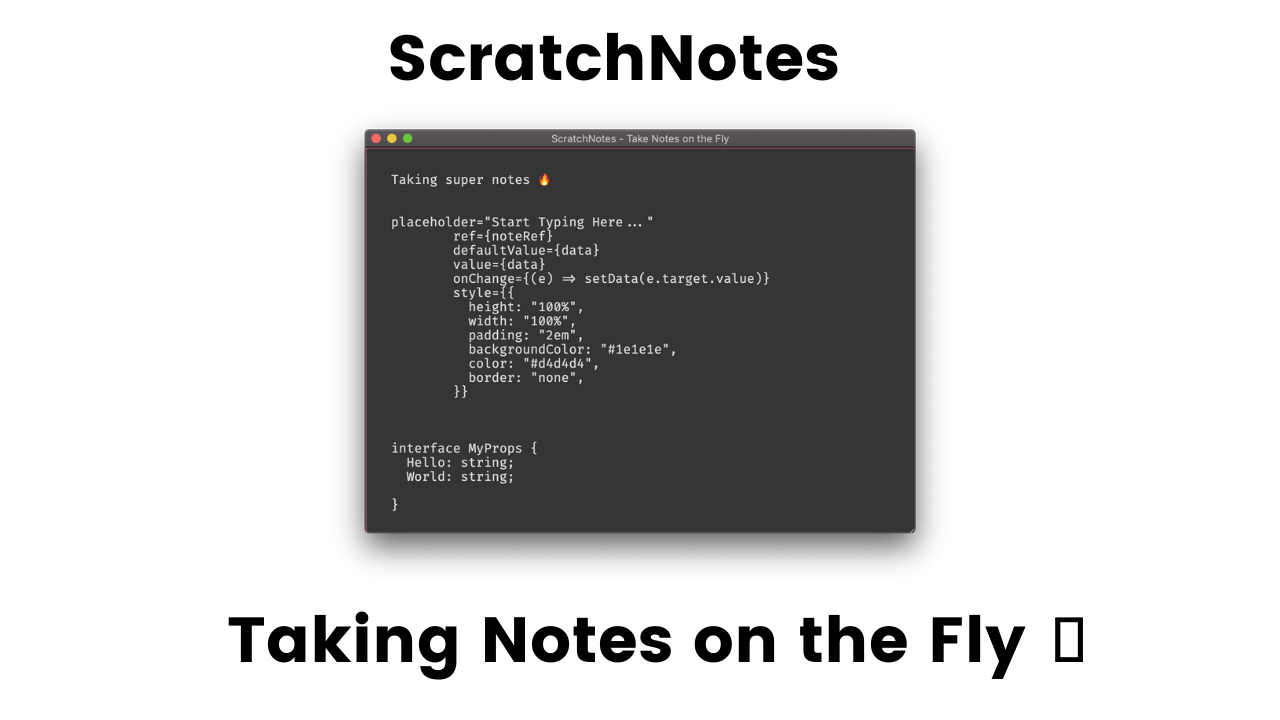 ScratchNotes
ScratchNotes - Take Notes on the Fly
Taking super notes 🔥
placeholder="Start Typing Here..."
ref={noteRef}
defaultValue={data}
value={data}
onChange={(e) => setData(e.target.value)}
style={{
height: "100%",
width: "100%",
padding: "2em",
backgroundColor: "#1e1e1e",
color: "#d4d4d4",
border: "none",
}}
interface MyProps {
Hello: string;
World: string;
}
Taking Notes on the Fly